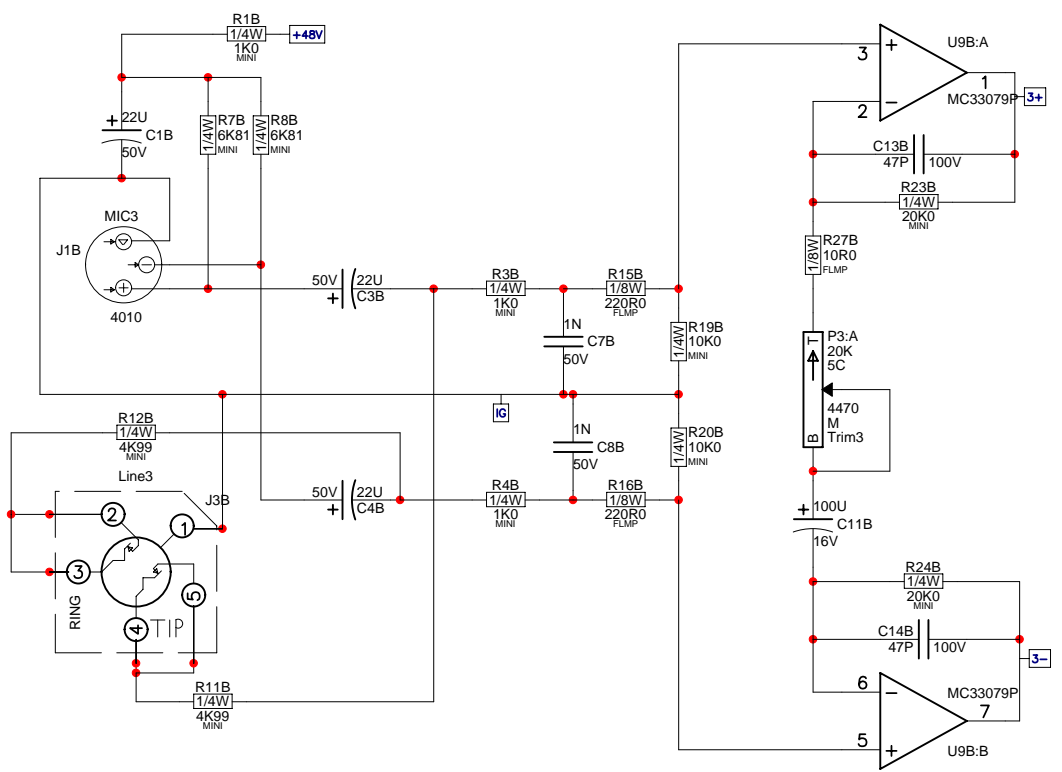 R1B
1/4W
1K0
MINI
+48V
+ 22U
C1B
50V
R7B
1/4W
6K81
MINI
R8B
1/4W
6K81
MINI
MIC3
J1B
4010
50V 22U
+ C3B
R3B
1/4W
1K0
MINI
R15B
1/8W
220R0
FLMP
1N
C7B
50V
R19B
1/4W
10K0
MINI
IG
1N
C8B
50V
R20B
1/4W
10K0
MINI
R12B
1/4W
4K99
MINI
Line3
J3B
2
1
3
5
4
RING
TIP
50V 22U
+ C4B
R4B
1/4W
1K0
MINI
R16B
1/8W
220R0
FLMP
R11B
1/4W
4K99
MINI
U9B:A
3 +
2 −
1
MC33079P
3+
C13B
47P 100V
R23B
1/4W
20K0
MINI
R27B
1/8W
10R0
FLMP
P3:A
20K
5C
T
B
4470
M
Trim3
+ 100U
C11B
16V
R24B
1/4W
20K0
MINI
C14B
47P 100V
3−
MC33079P
6 −
7
5 +
U9B:B